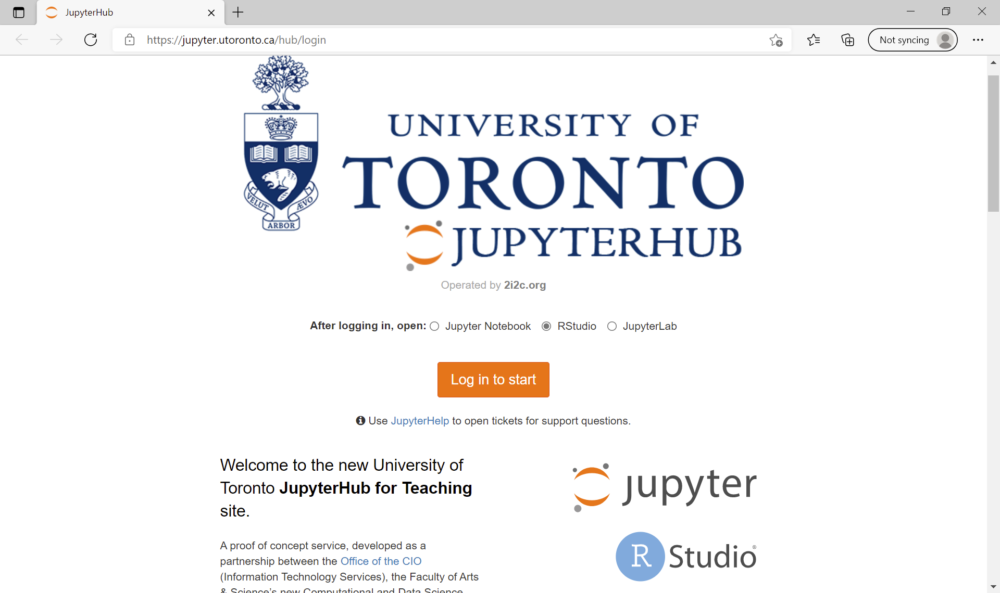 JupyterHub
https://jupyter.utoronto.ca/hub/login
Not syncing
UNIVERSITY OF
TORONTO
JUPYTERHUB
VELUT ÆVO
ARBOR
Operated by 2i2c.org
After logging in, open: Jupyter Notebook RStudio JupyterLab
Log in to start
Use JupyterHelp to open tickets for support questions.
Welcome to the new University of
Toronto JupyterHub for Teaching
site.
A proof of concept service, developed as a
partnership between the Office of the CIO
(Information Technology Services), the Faculty of Arts
& Science's new Computational and Data Science
jupyter
R Studio®